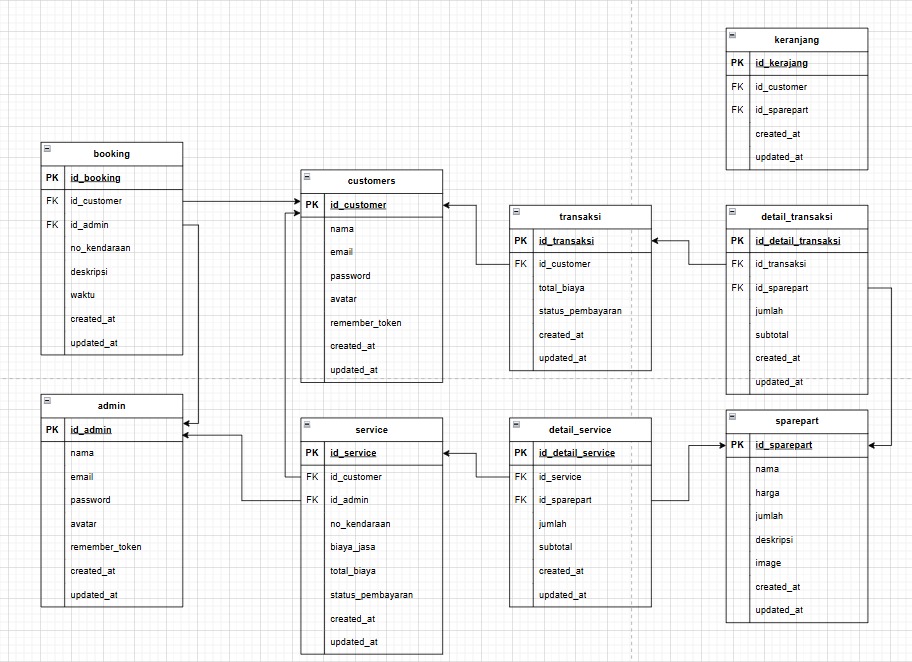 keranjang
PK id_kerajang
FK id_customer
FK id_sparepart
created_at
updated_at
booking
PK id_booking
FK id_customer
FK id_admin
no_kendaraan
deskripsi
waktu
created_at
updated_at
customers
PK id_customer
nama
email
password
avatar
remember_token
created_at
updated_at
transaksi
PK id_transaksi
FK id_customer
total_biaya
status_pembayaran
created_at
updated_at
detail_transaksi
PK id_detail_transaksi
FK id_transaksi
FK id_sparepart
jumlah
subtotal
created_at
updated_at
admin
PK id_admin
nama
email
password
avatar
remember_token
created_at
updated_at
service
PK id_service
FK id_customer
FK id_admin
no_kendaraan
biaya_jasa
total_biaya
status_pembayaran
created_at
updated_at
detail_service
PK id_detail_service
FK id_service
FK id_sparepart
jumlah
subtotal
created_at
updated_at
sparepart
PK id_sparepart
nama
harga
jumlah
deskripsi
image
created_at
updated_at